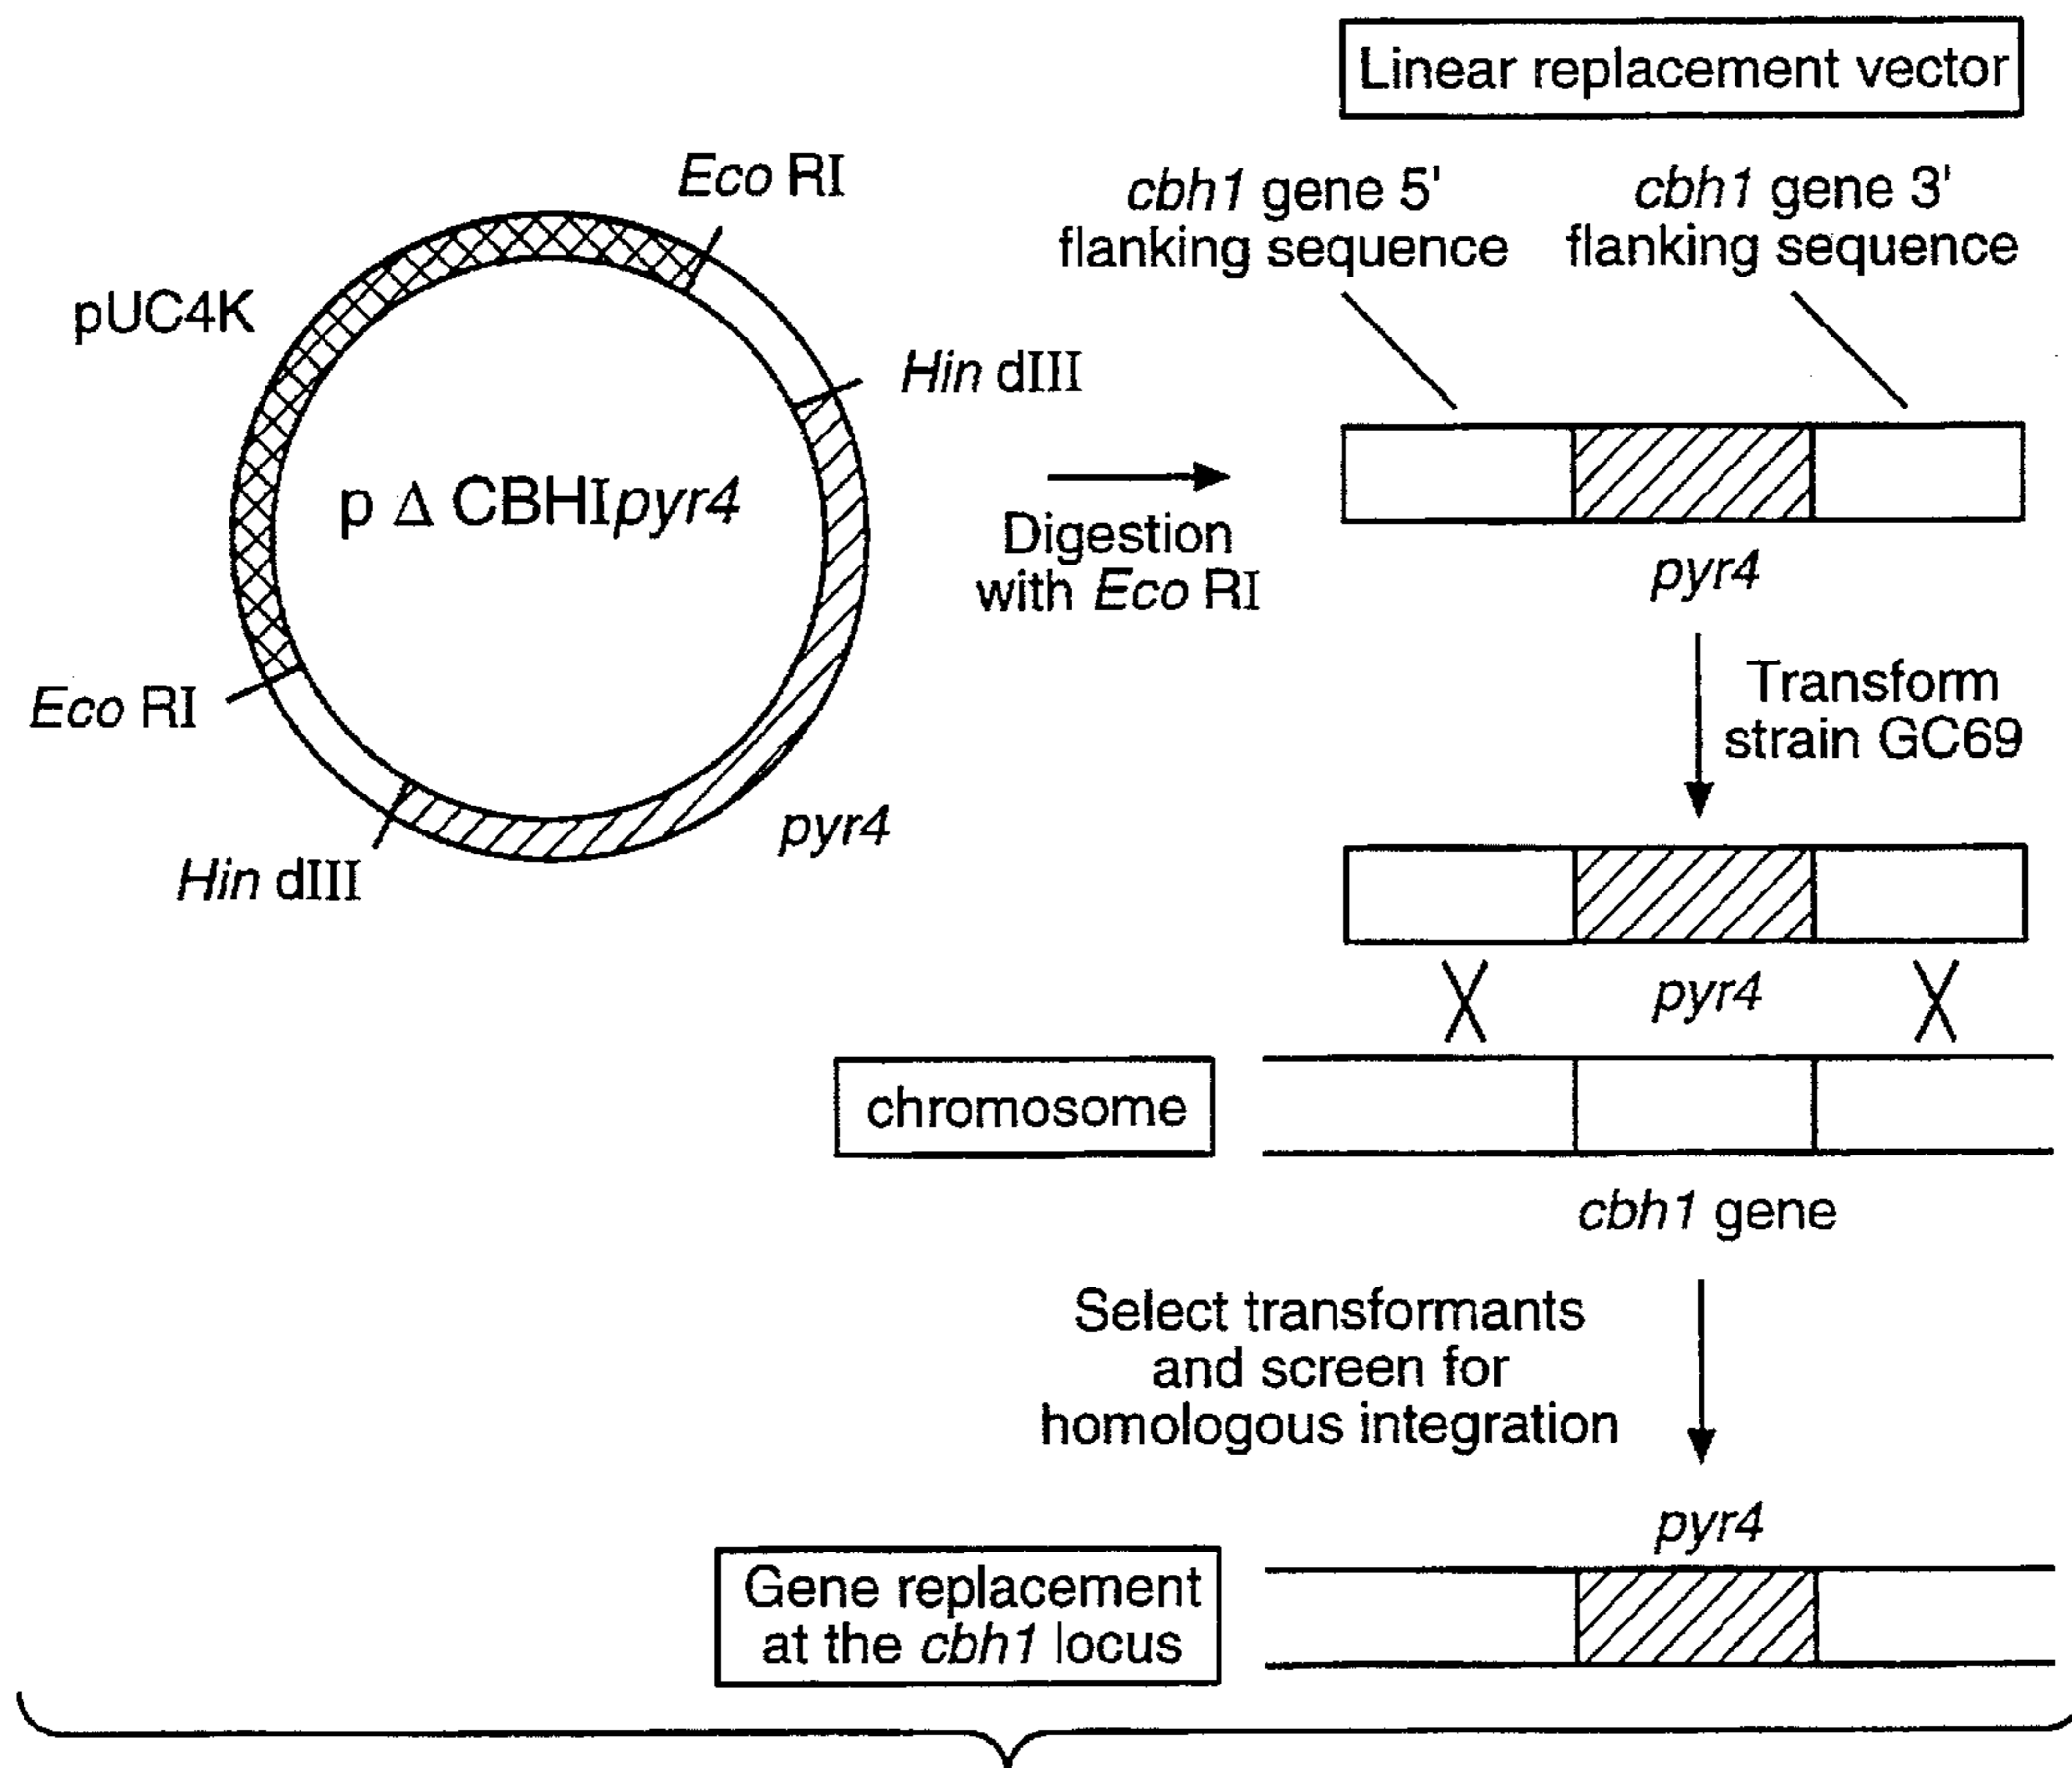 Linear replacement vector
Eco RI
pUC4K
Hin dIII
p Δ CBHIpyr4
Eco RI
Hin dIII
pyr4
Digestion
with Eco RI
cbh1 gene 5'
flanking sequence
cbh1 gene 3'
flanking sequence
pyr4
Transform
strain GC69
pyr4
chromosome
cbh1 gene
Select transformants
and screen for
homologous integration
pyr4
Gene replacement
at the cbh1 locus